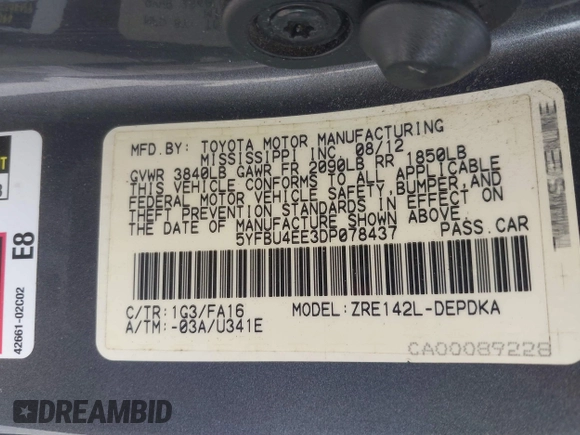 MFD.BY: TOYOTA MOTOR MANUFACTURING
MISSISSIPPI INC 08/12
GVWR 3840LB GAWR FR 2090LB RR 1850LB
THIS VEHICLE CONFORMS TO ALL APPLICABLE
FEDERAL MOTOR VEHICLE SAFETY,BUMPER,AND
THEFT PREVENTION STANDARDS IN EFFECT ON
THE DATE OF MANUFACTURE SHOWN ABOVE.
5YFBU4EE3DP078437 PASS.CAR
C/TR:1G3/FA16 MODEL:ZRE142L-DEPDKA
A/TM:-03A/U341E
CA00089228
E8
42661-02C02
DREAMBID